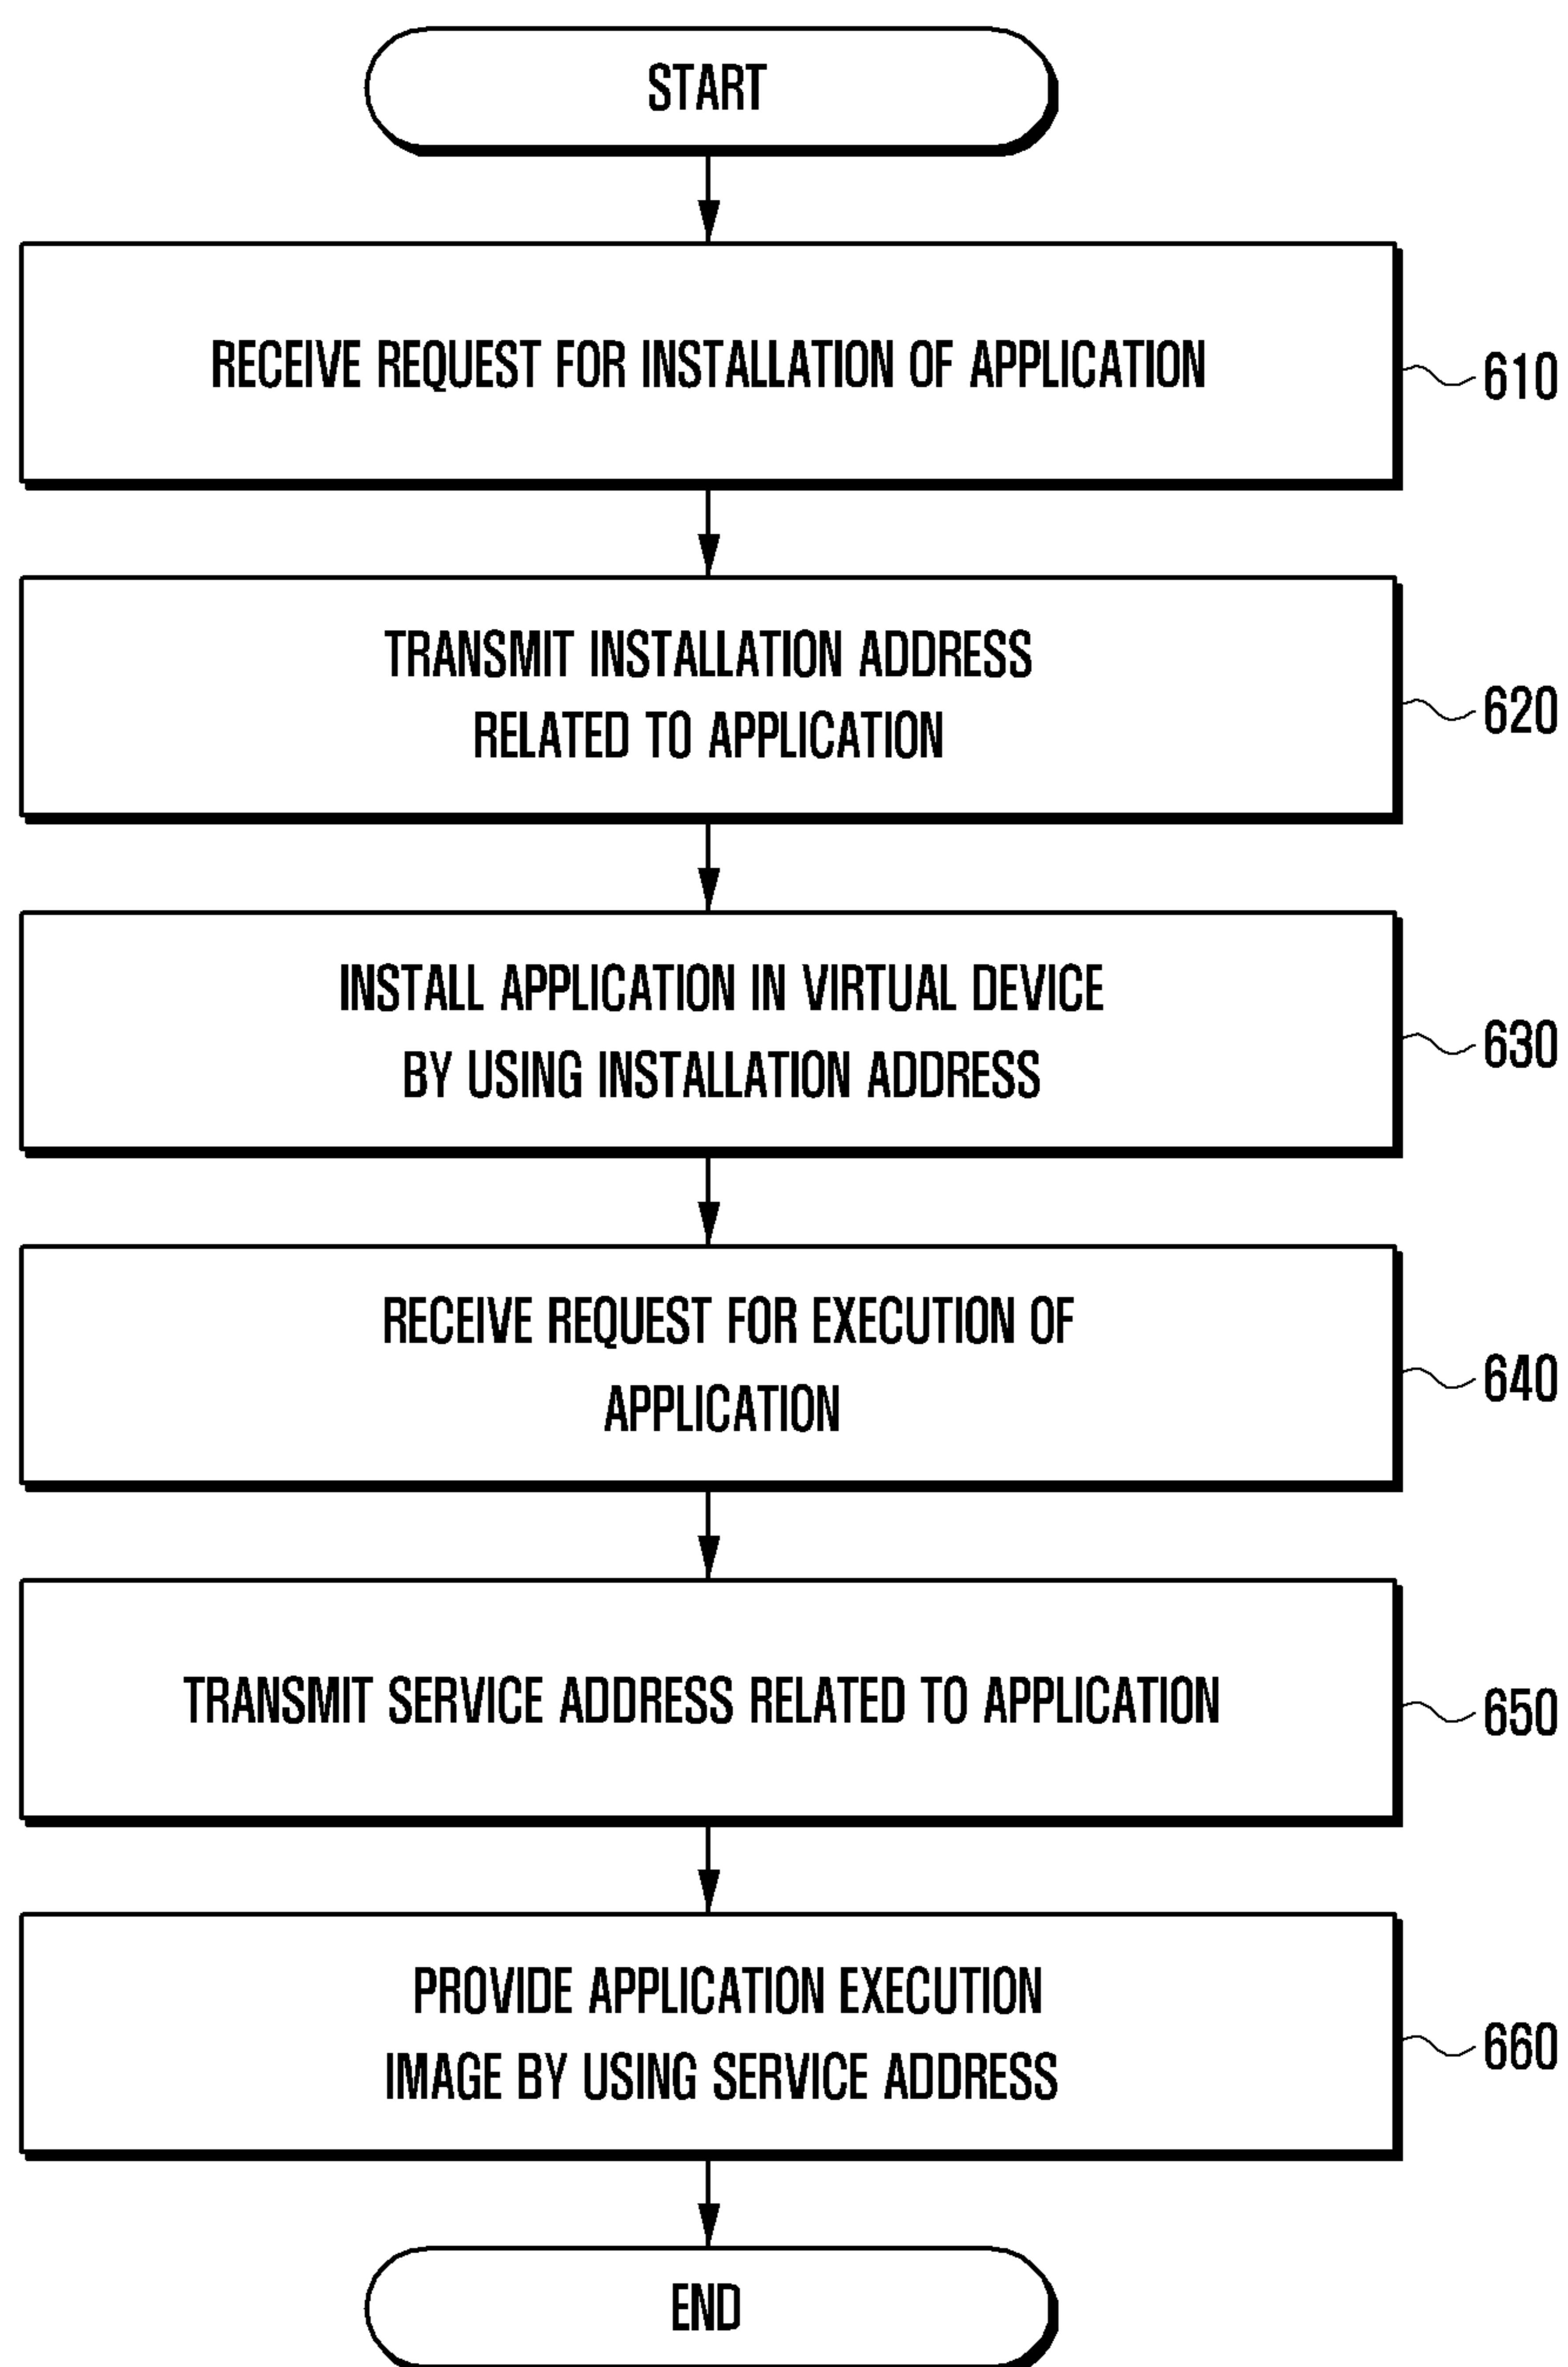 START
RECEIVE REQUEST FOR INSTALLATION OF APPLICATION
610
TRANSMIT INSTALLATION ADDRESS
RELATED TO APPLICATION
620
INSTALL APPLICATION IN VIRTUAL DEVICE
BY USING INSTALLATION ADDRESS
630
RECEIVE REQUEST FOR EXECUTION OF
APPLICATION
640
TRANSMIT SERVICE ADDRESS RELATED TO APPLICATION
650
PROVIDE APPLICATION EXECUTION
IMAGE BY USING SERVICE ADDRESS
660
END